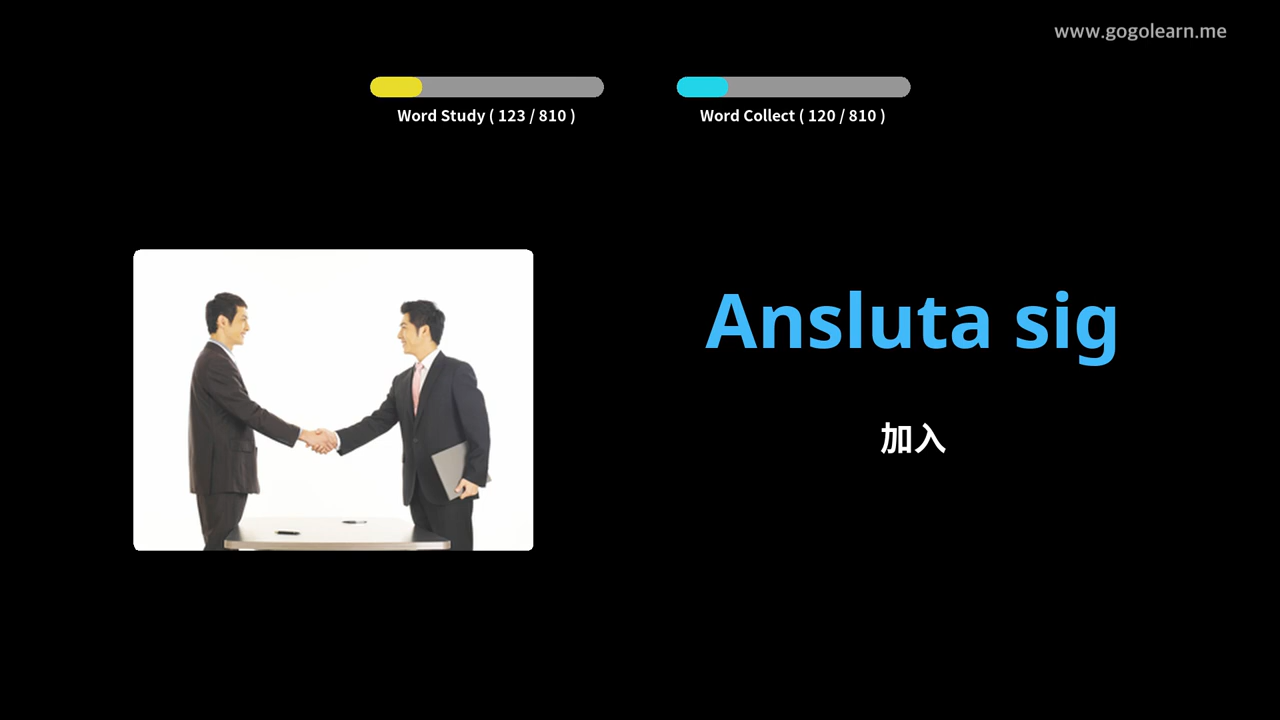 www.gogolearn.me
Word Study ( 123 / 810 )
Word Collect ( 120 / 810 )
Ansluta sig
加入